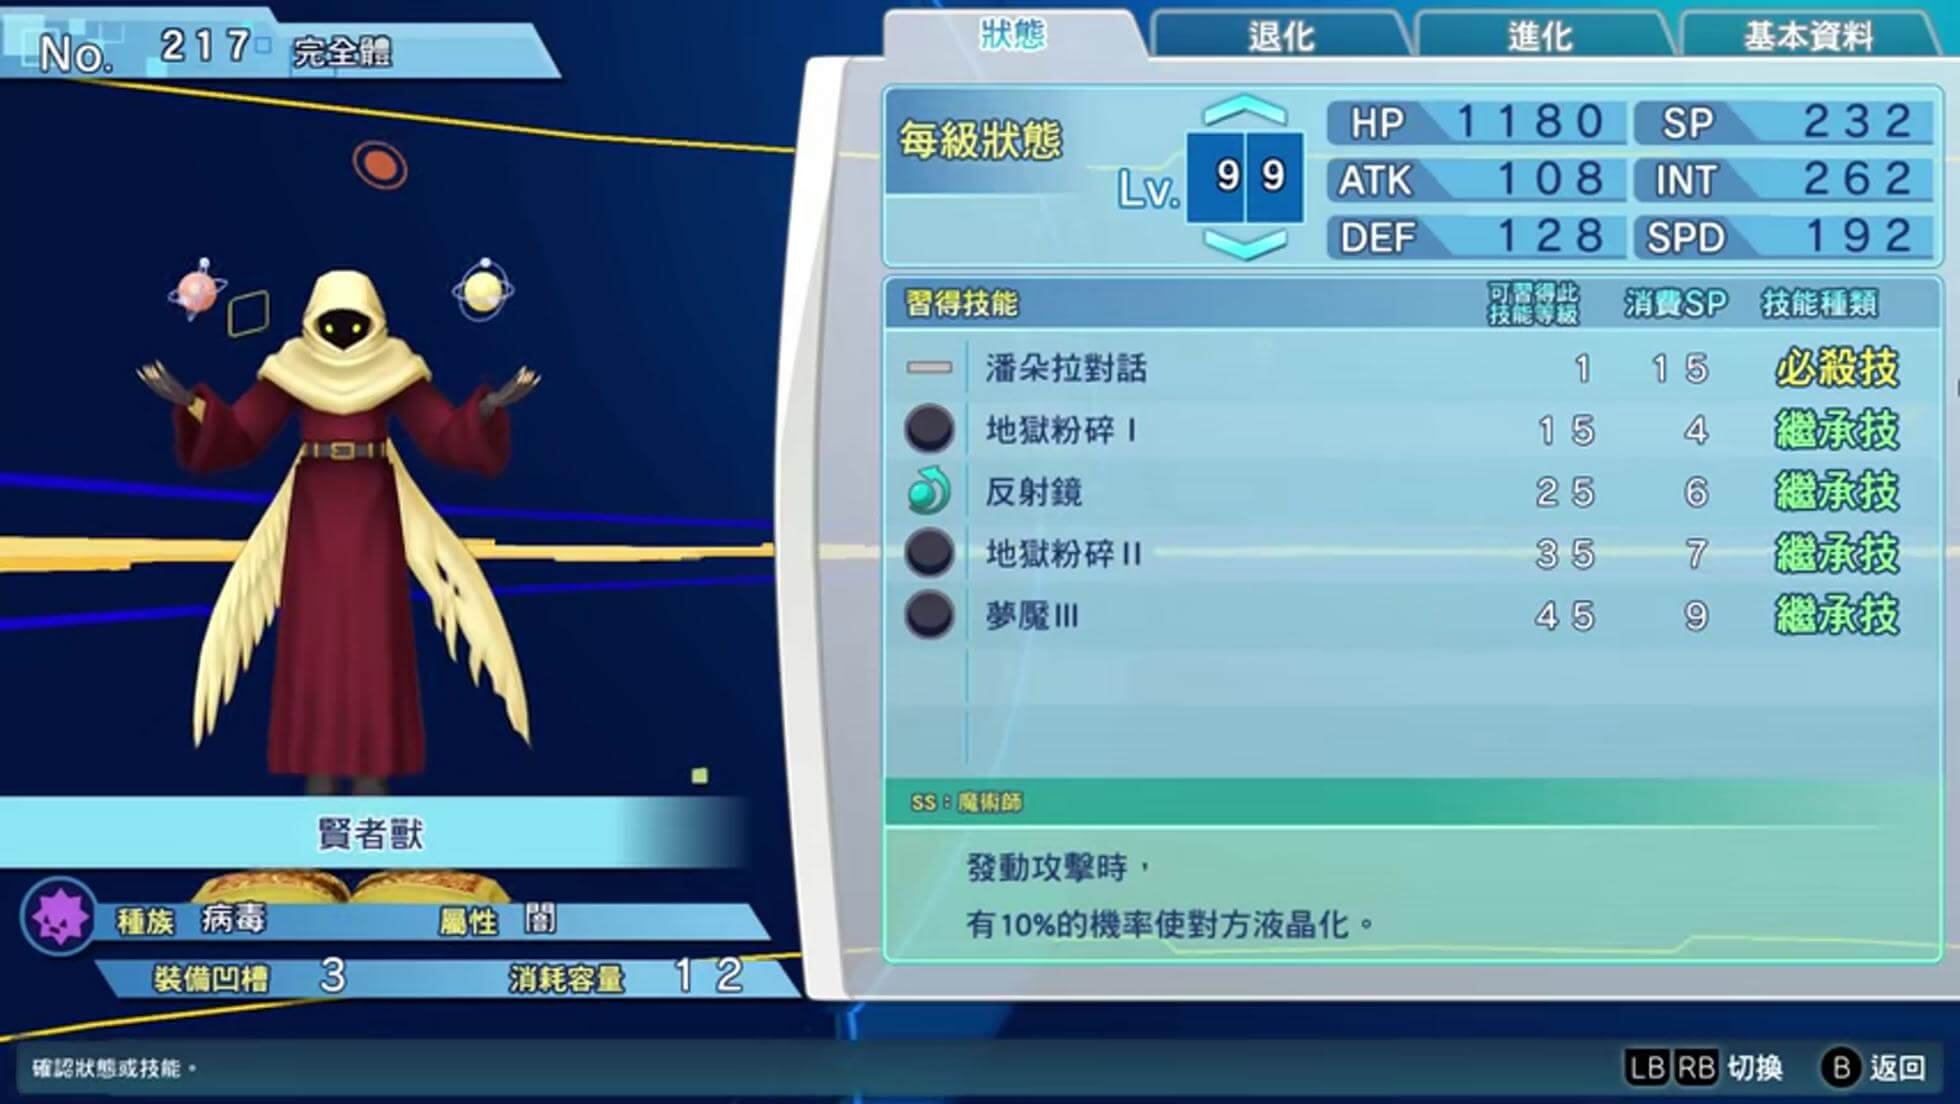 No. 217 完全體
狀態 退化 進化 基本資料
每級狀態
Lv. 99
HP 1180 SP 232
ATK 108 INT 262
DEF 128 SPD 192
習得技能 可習得此技能等級 消費SP 技能種類
潘朵拉對話 1 15 必殺技
地獄粉碎 I 15 4 繼承技
反射鏡 25 6 繼承技
地獄粉碎 II 35 7 繼承技
夢魘III 45 9 繼承技
SS：魔術師
發動攻擊時，
有10%的機率使對方液晶化。
賢者獸
種族 病毒 屬性 闇
裝備凹槽 3 消耗容量 12
確認狀態或技能。
LB RB 切換 B 返回